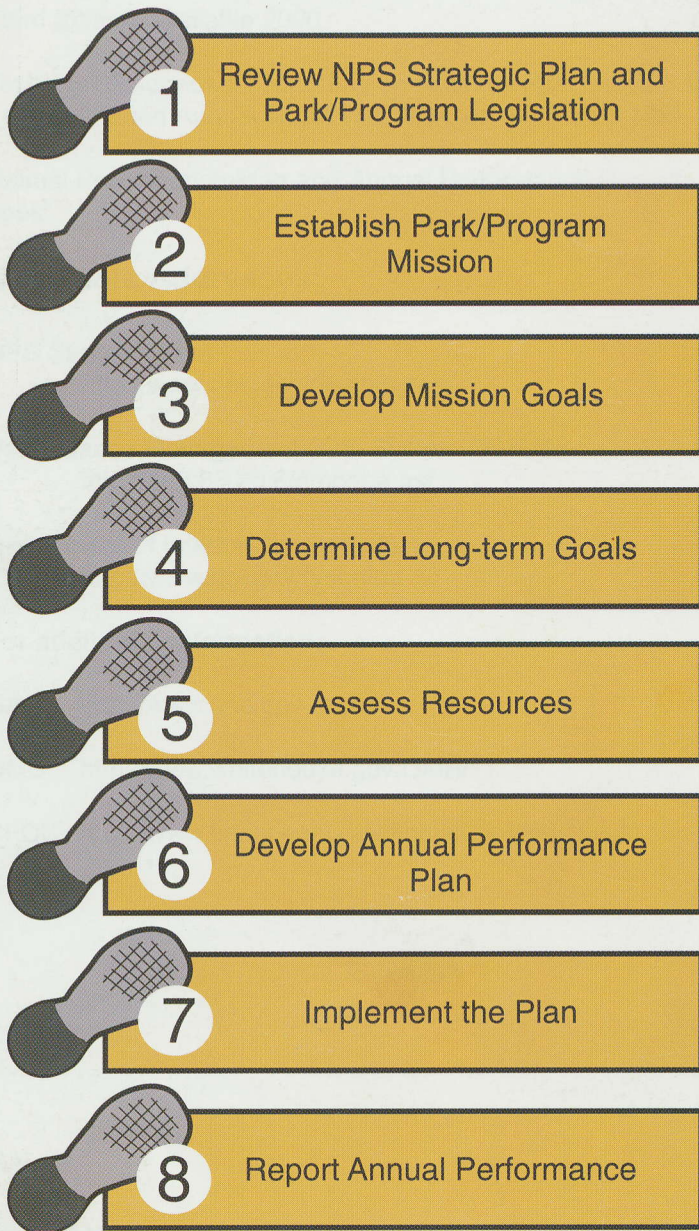 1
Review NPS Strategic Plan and
Park/Program Legislation
2
Establish Park/Program
Mission
3
Develop Mission Goals
4
Determine Long-term Goals
5
Assess Resources
6
Develop Annual Performance
Plan
7
Implement the Plan
8
Report Annual Performance